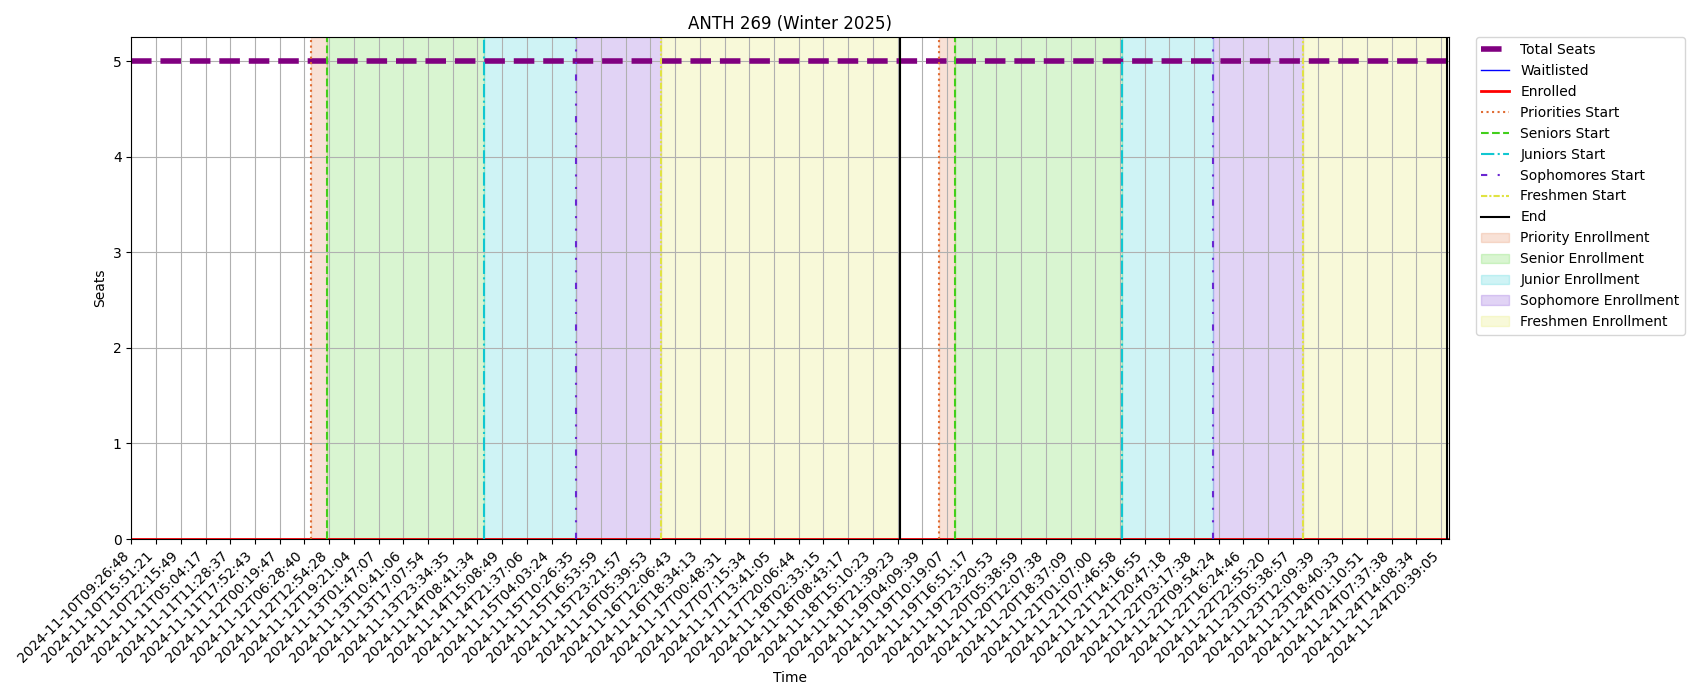 ANTH 269 (Winter 2025)
Seats
5
4
3
2
1
0
2024-11-10T09:26:48
2024-11-10T15:51:21
2024-11-10T22:15:49
2024-11-11T05:04:17
2024-11-11T11:28:37
2024-11-11T17:52:43
2024-11-12T00:19:47
2024-11-12T06:28:40
2024-11-12T12:54:28
2024-11-12T19:21:04
2024-11-13T01:47:07
2024-11-13T10:41:06
2024-11-13T17:07:54
2024-11-13T23:34:35
2024-11-14T08:41:34
2024-11-14T15:08:49
2024-11-14T21:37:06
2024-11-15T04:03:24
2024-11-15T10:26:35
2024-11-15T16:53:59
2024-11-15T23:21:57
2024-11-16T05:39:53
2024-11-16T12:06:43
2024-11-16T18:34:13
2024-11-17T00:48:31
2024-11-17T07:15:34
2024-11-17T13:41:05
2024-11-17T20:06:44
2024-11-18T02:33:15
2024-11-18T08:43:17
2024-11-18T15:10:23
2024-11-18T21:39:23
2024-11-19T04:09:39
2024-11-19T10:19:07
2024-11-19T16:51:17
2024-11-19T23:20:53
2024-11-20T05:38:59
2024-11-20T12:07:38
2024-11-20T18:37:09
2024-11-21T01:07:00
2024-11-21T07:46:58
2024-11-21T14:16:55
2024-11-21T20:47:18
2024-11-22T03:17:38
2024-11-22T09:54:24
2024-11-22T16:24:46
2024-11-22T22:55:20
2024-11-23T05:38:57
2024-11-23T12:09:39
2024-11-23T18:40:33
2024-11-24T01:10:51
2024-11-24T07:37:38
2024-11-24T14:08:34
2024-11-24T20:39:05
Time
Total Seats
Waitlisted
Enrolled
Priorities Start
Seniors Start
Juniors Start
Sophomores Start
Freshmen Start
End
Priority Enrollment
Senior Enrollment
Junior Enrollment
Sophomore Enrollment
Freshmen Enrollment